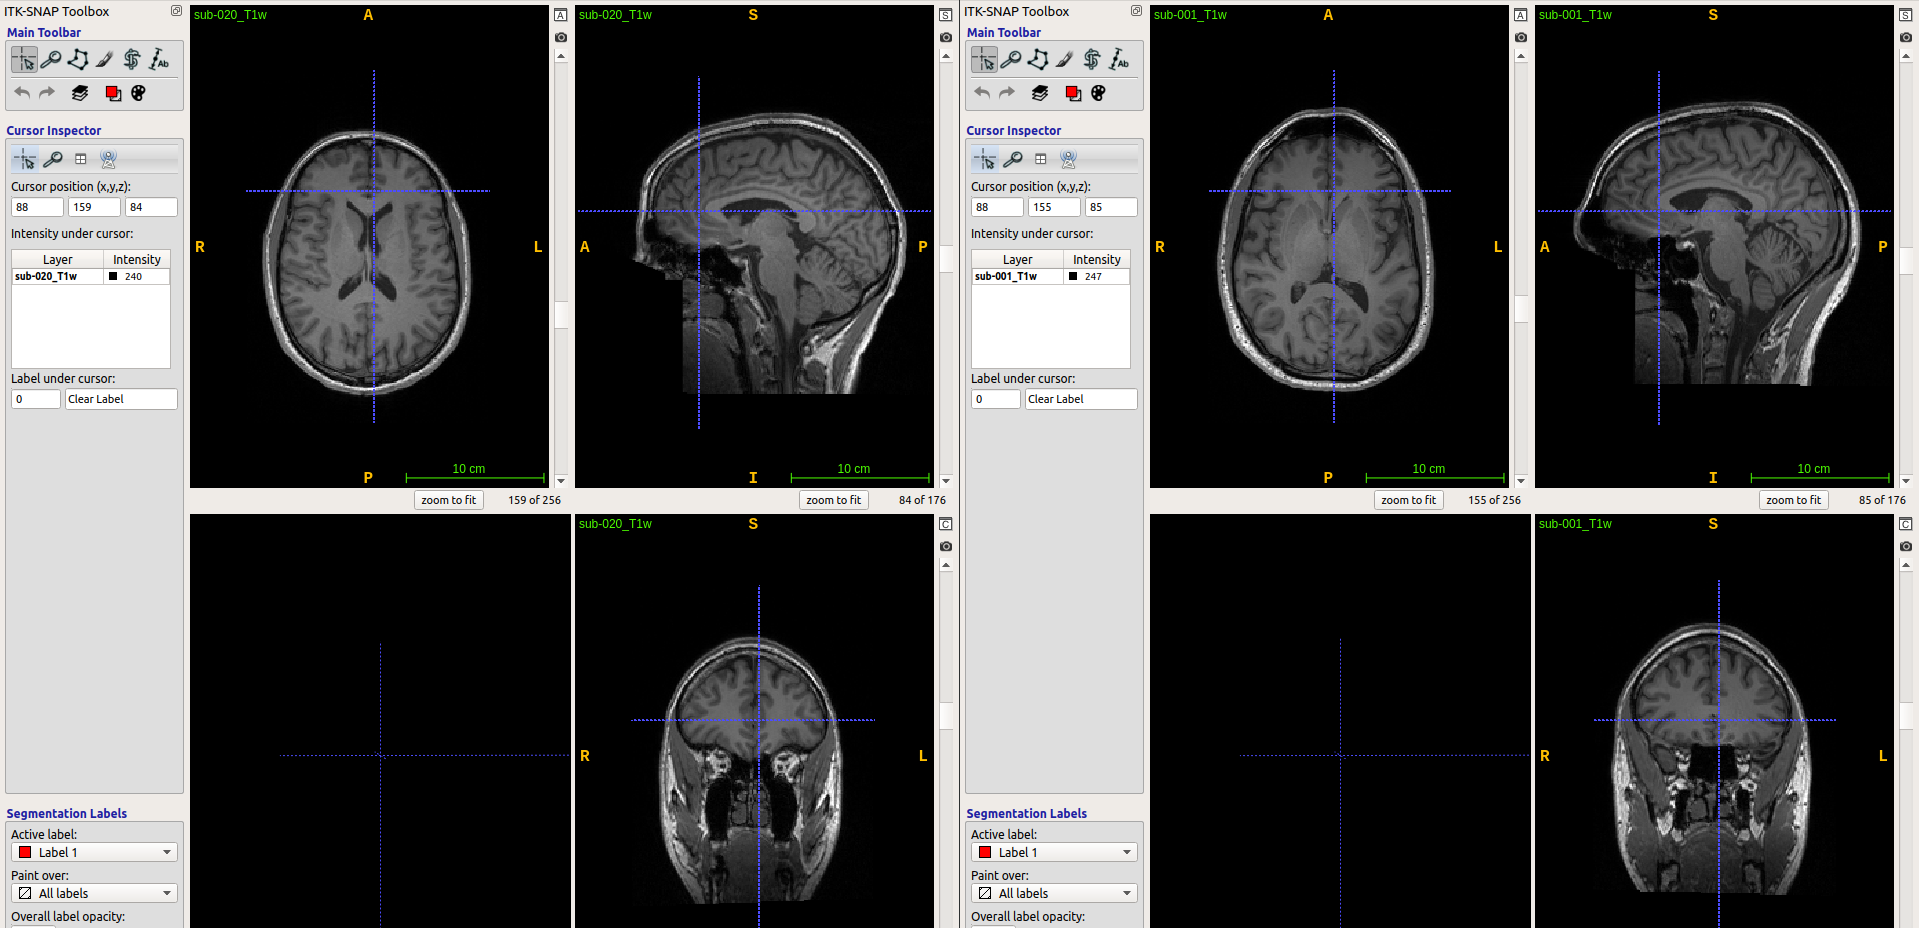 ITK-SNAP Toolbox
Main Toolbar
Ab
Cursor Inspector
Cursor position (x,y,z):
88 159 84
Intensity under cursor:
Layer Intensity
sub-020_T1w 240
Label under cursor:
0 Clear Label
Segmentation Labels
Active label:
Label 1
Paint over:
All labels
Overall label opacity:
sub-020_T1w
A
A
R
L
10 cm
P
zoom to fit 159 of 256
sub-020_T1w
S
S
A
P
10 cm
I
zoom to fit 84 of 176
sub-020_T1w
S
C
R
L
ITK-SNAP Toolbox
Main Toolbar
Ab
Cursor Inspector
Cursor position (x,y,z):
88 155 85
Intensity under cursor:
Layer Intensity
sub-001_T1w 247
Label under cursor:
0 Clear Label
Segmentation Labels
Active label:
Label 1
Paint over:
All labels
Overall label opacity:
sub-001_T1w
A
A
R
L
10 cm
P
zoom to fit 155 of 256
sub-001_T1w
S
S
A
P
10 cm
I
zoom to fit 85 of 176
sub-001_T1w
S
C
R
L